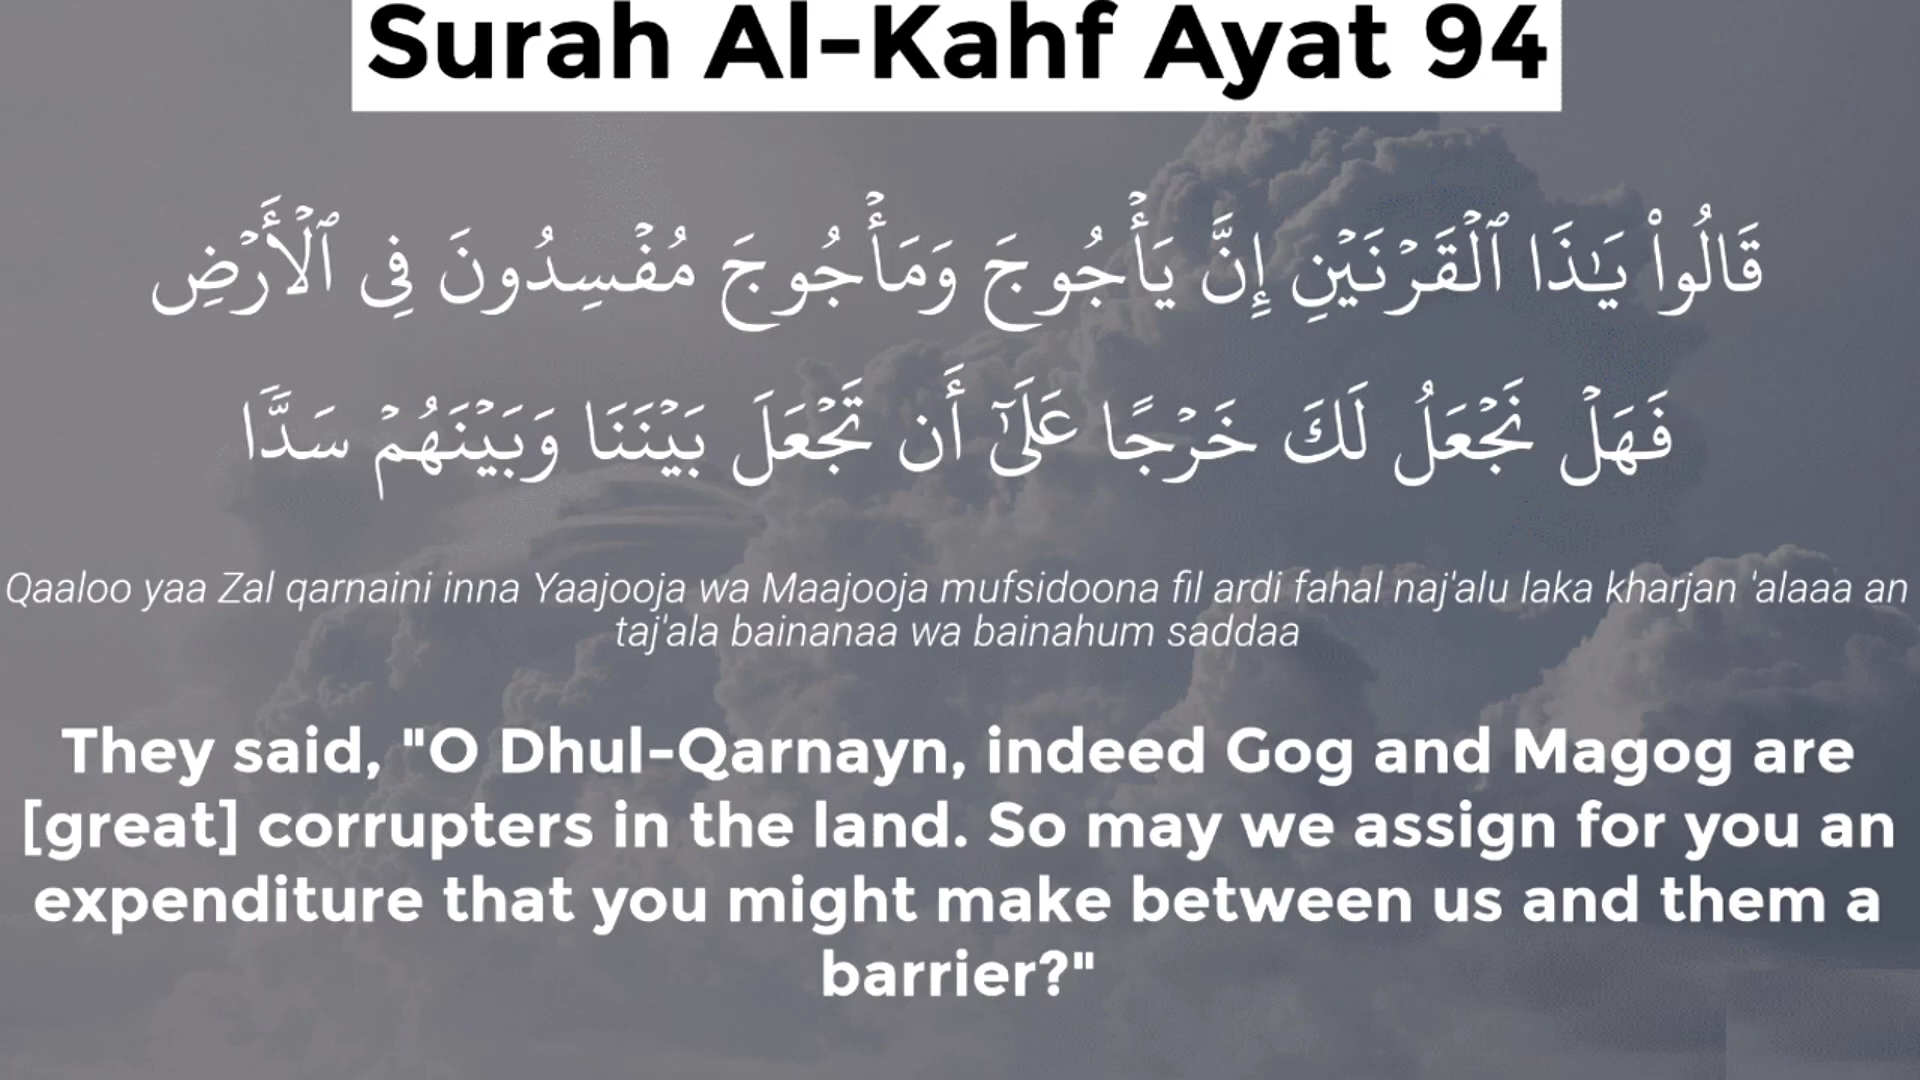 Surah Al-Kahf Ayat 94
قَالُوا۟ يَـٰذَا ٱلْقَرْنَيْنِ إِنَّ يَأْجُوجَ وَمَأْجُوجَ مُفْسِدُونَ فِى ٱلْأَرْضِ
فَهَلْ نَجْعَلُ لَكَ خَرْجًا عَلَىٰٓ أَن تَجْعَلَ بَيْنَنَا وَبَيْنَهُمْ سَدًّا
Qaaloo yaa Zal qarnaini inna Yaajooja wa Maajooja mufsidoona fil ardi fahal naj'alu laka kharjan 'alaaa an
taj'ala bainanaa wa bainahum saddaa
They said, "O Dhul-Qarnayn, indeed Gog and Magog are
[great] corrupters in the land. So may we assign for you an
expenditure that you might make between us and them a
barrier?"